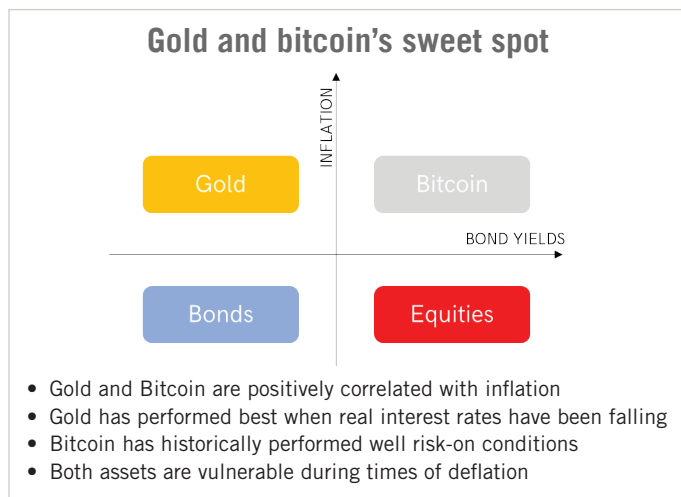 Gold and bitcoin's sweet spot
INFLATION
Gold
Bitcoin
BOND YIELDS
Bonds
Equities
• Gold and Bitcoin are positively correlated with inflation
• Gold has performed best when real interest rates have been falling
• Bitcoin has historically performed well risk-on conditions
• Both assets are vulnerable during times of deflation